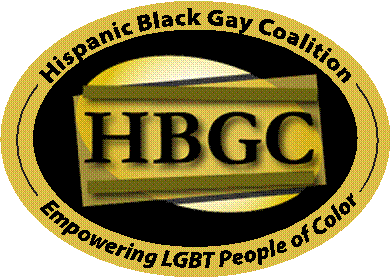 Hispanic Black Gay Coalition
HBGC
Empowering LGBT People of Color